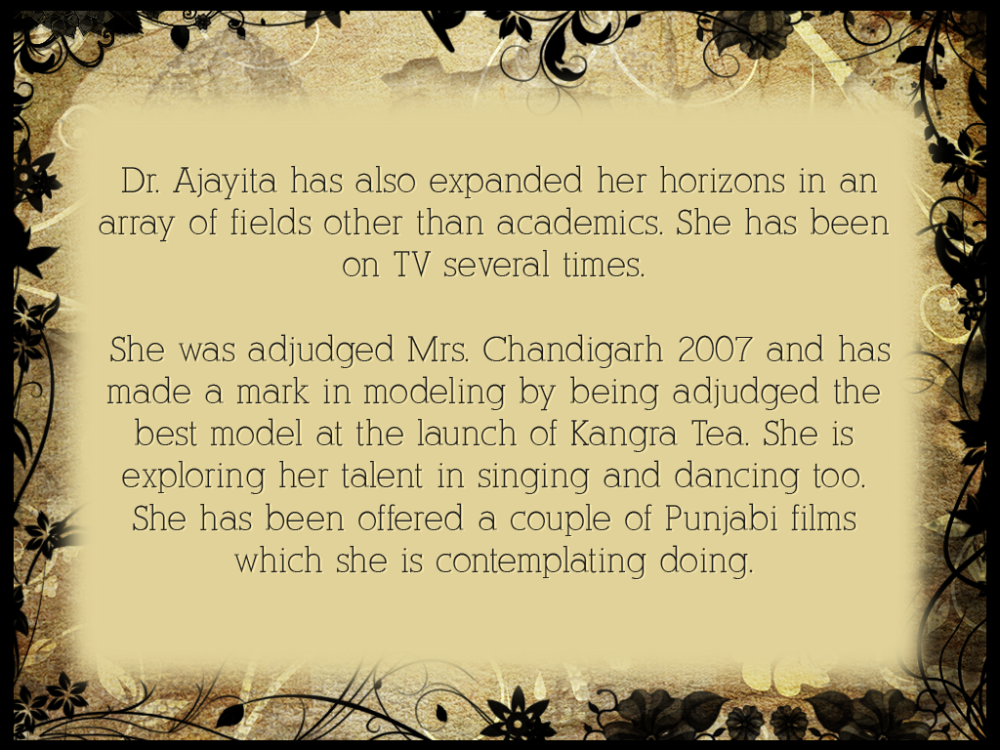 Dr. Ajayita has also expanded her horizons in an
array of fields other than academics. She has been
on TV several times.
She was adjudged Mrs. Chandigarh 2007 and has
made a mark in modeling by being adjudged the
best model at the launch of Kangra Tea. She is
exploring her talent in singing and dancing too.
She has been offered a couple of Punjabi films
which she is contemplating doing.